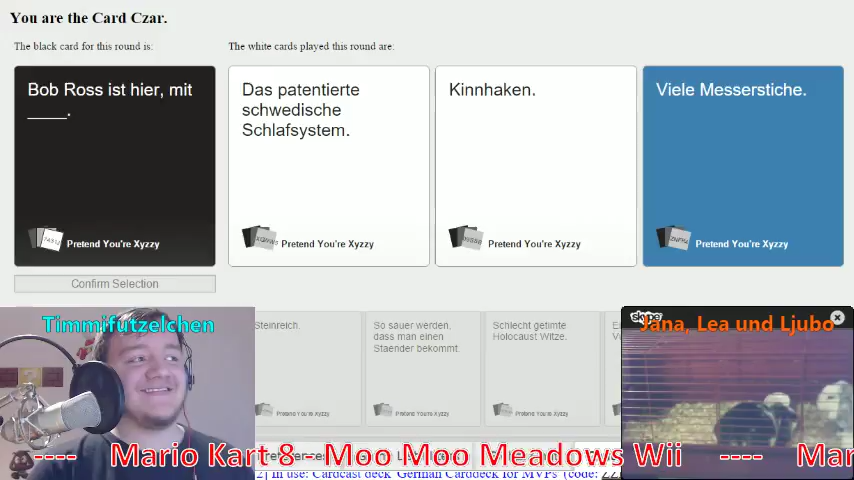 You are the Card Czar.
The black card for this round is:
The white cards played this round are:
Bob Ross ist hier, mit
_____.
Pretend You're Xyzzy
Das patentierte
schwedische
Schlafsystem.
Pretend You're Xyzzy
Kinnhaken.
Pretend You're Xyzzy
Viele Messerstiche.
Pretend You're Xyzzy
Confirm Selection
Timmifutzelchen
Steinreich.
Pretend You're Xyzzy
So sauer werden,
dass man einen
Staender bekommt.
Pretend You're Xyzzy
Schlecht getimte
Holocaust Witze.
Pretend You're Xyzzy
skype
Jana, Lea und Ljubo
---- Mario Kart 8 - Moo Moo Meadows Wii ---- Mar
2] In use: Cardcast deck 'German Carddeck for MVPs' (code: